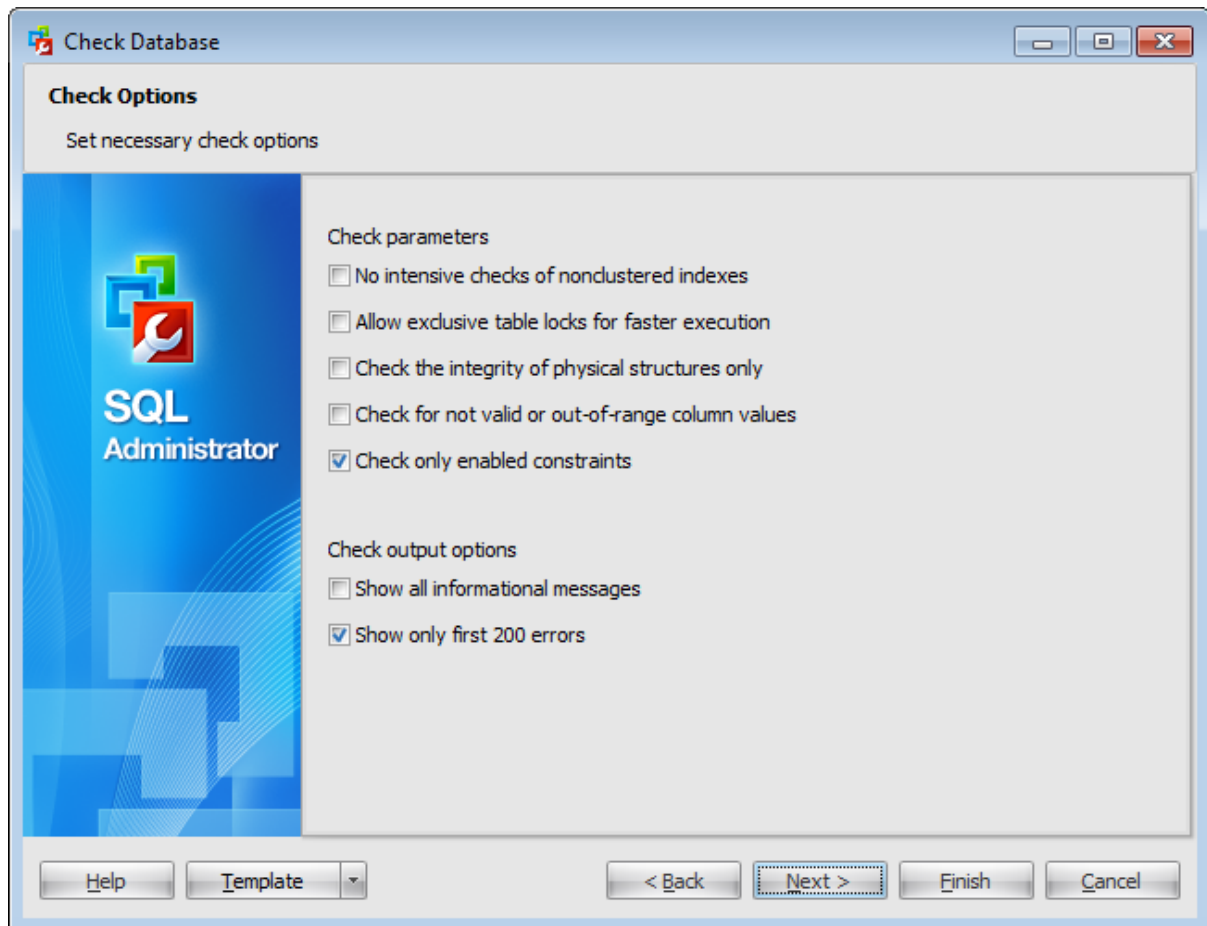 Check Database
Check Options
Set necessary check options
SQL
Administrator
Check parameters
No intensive checks of nonclustered indexes
Allow exclusive table locks for faster execution
Check the integrity of physical structures only
Check for not valid or out-of-range column values
Check only enabled constraints
Check output options
Show all informational messages
Show only first 200 errors
Help Template < Back Next > Finish Cancel